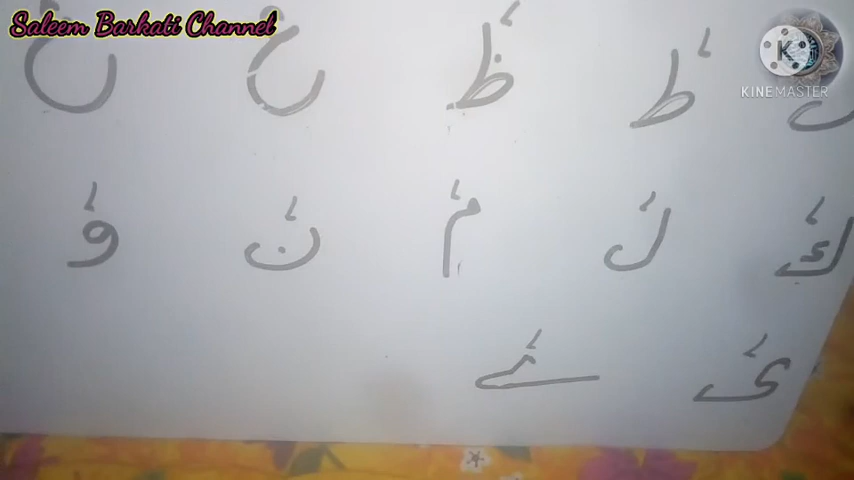 Saleem Barkati Channel
KINEMASTER
طٗ ظٗ ع غ
كٗ لٗ مٗ نٗ وٗ
یٗ ےٗ